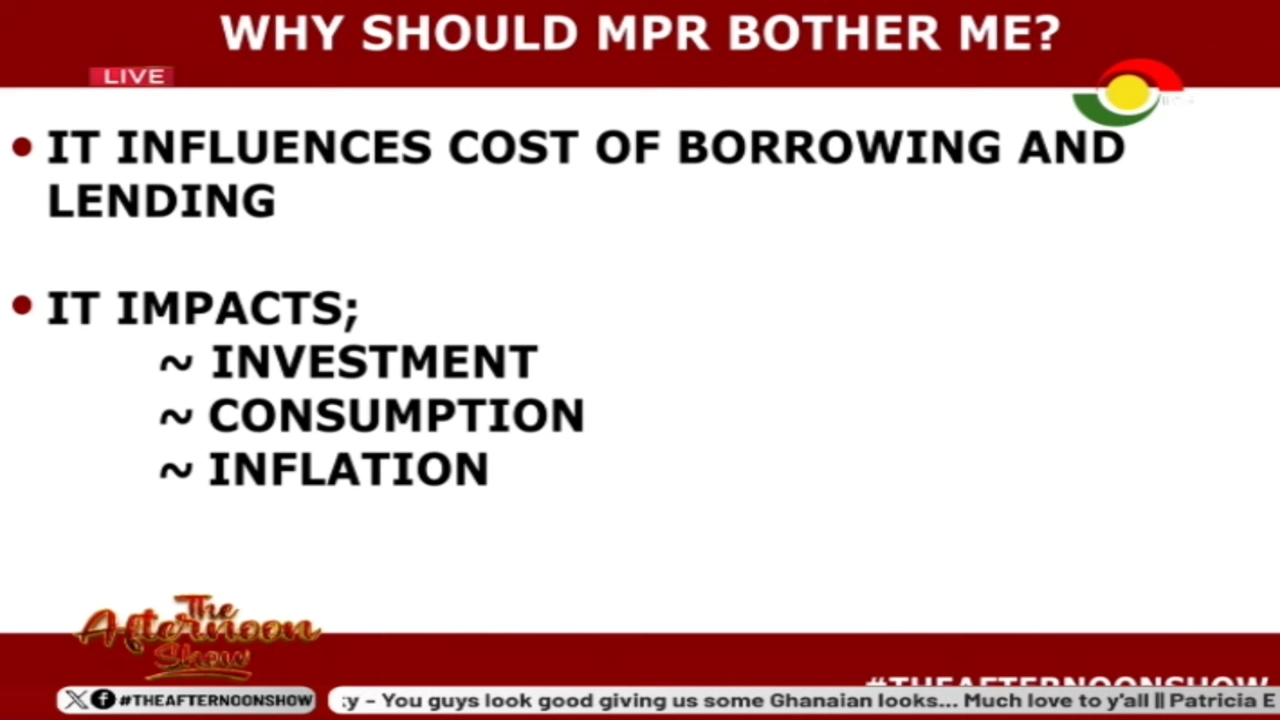 WHY SHOULD MPR BOTHER ME?
LIVE
• IT INFLUENCES COST OF BORROWING AND
LENDING
• IT IMPACTS;
~ INVESTMENT
~ CONSUMPTION
~ INFLATION
The
Afternoon
Show
#THEAFTERNOONSHOW
#THEAFTERNOONSHOW :y - You guys look good giving us some Ghanaian looks... Much love to y'all || Patricia E